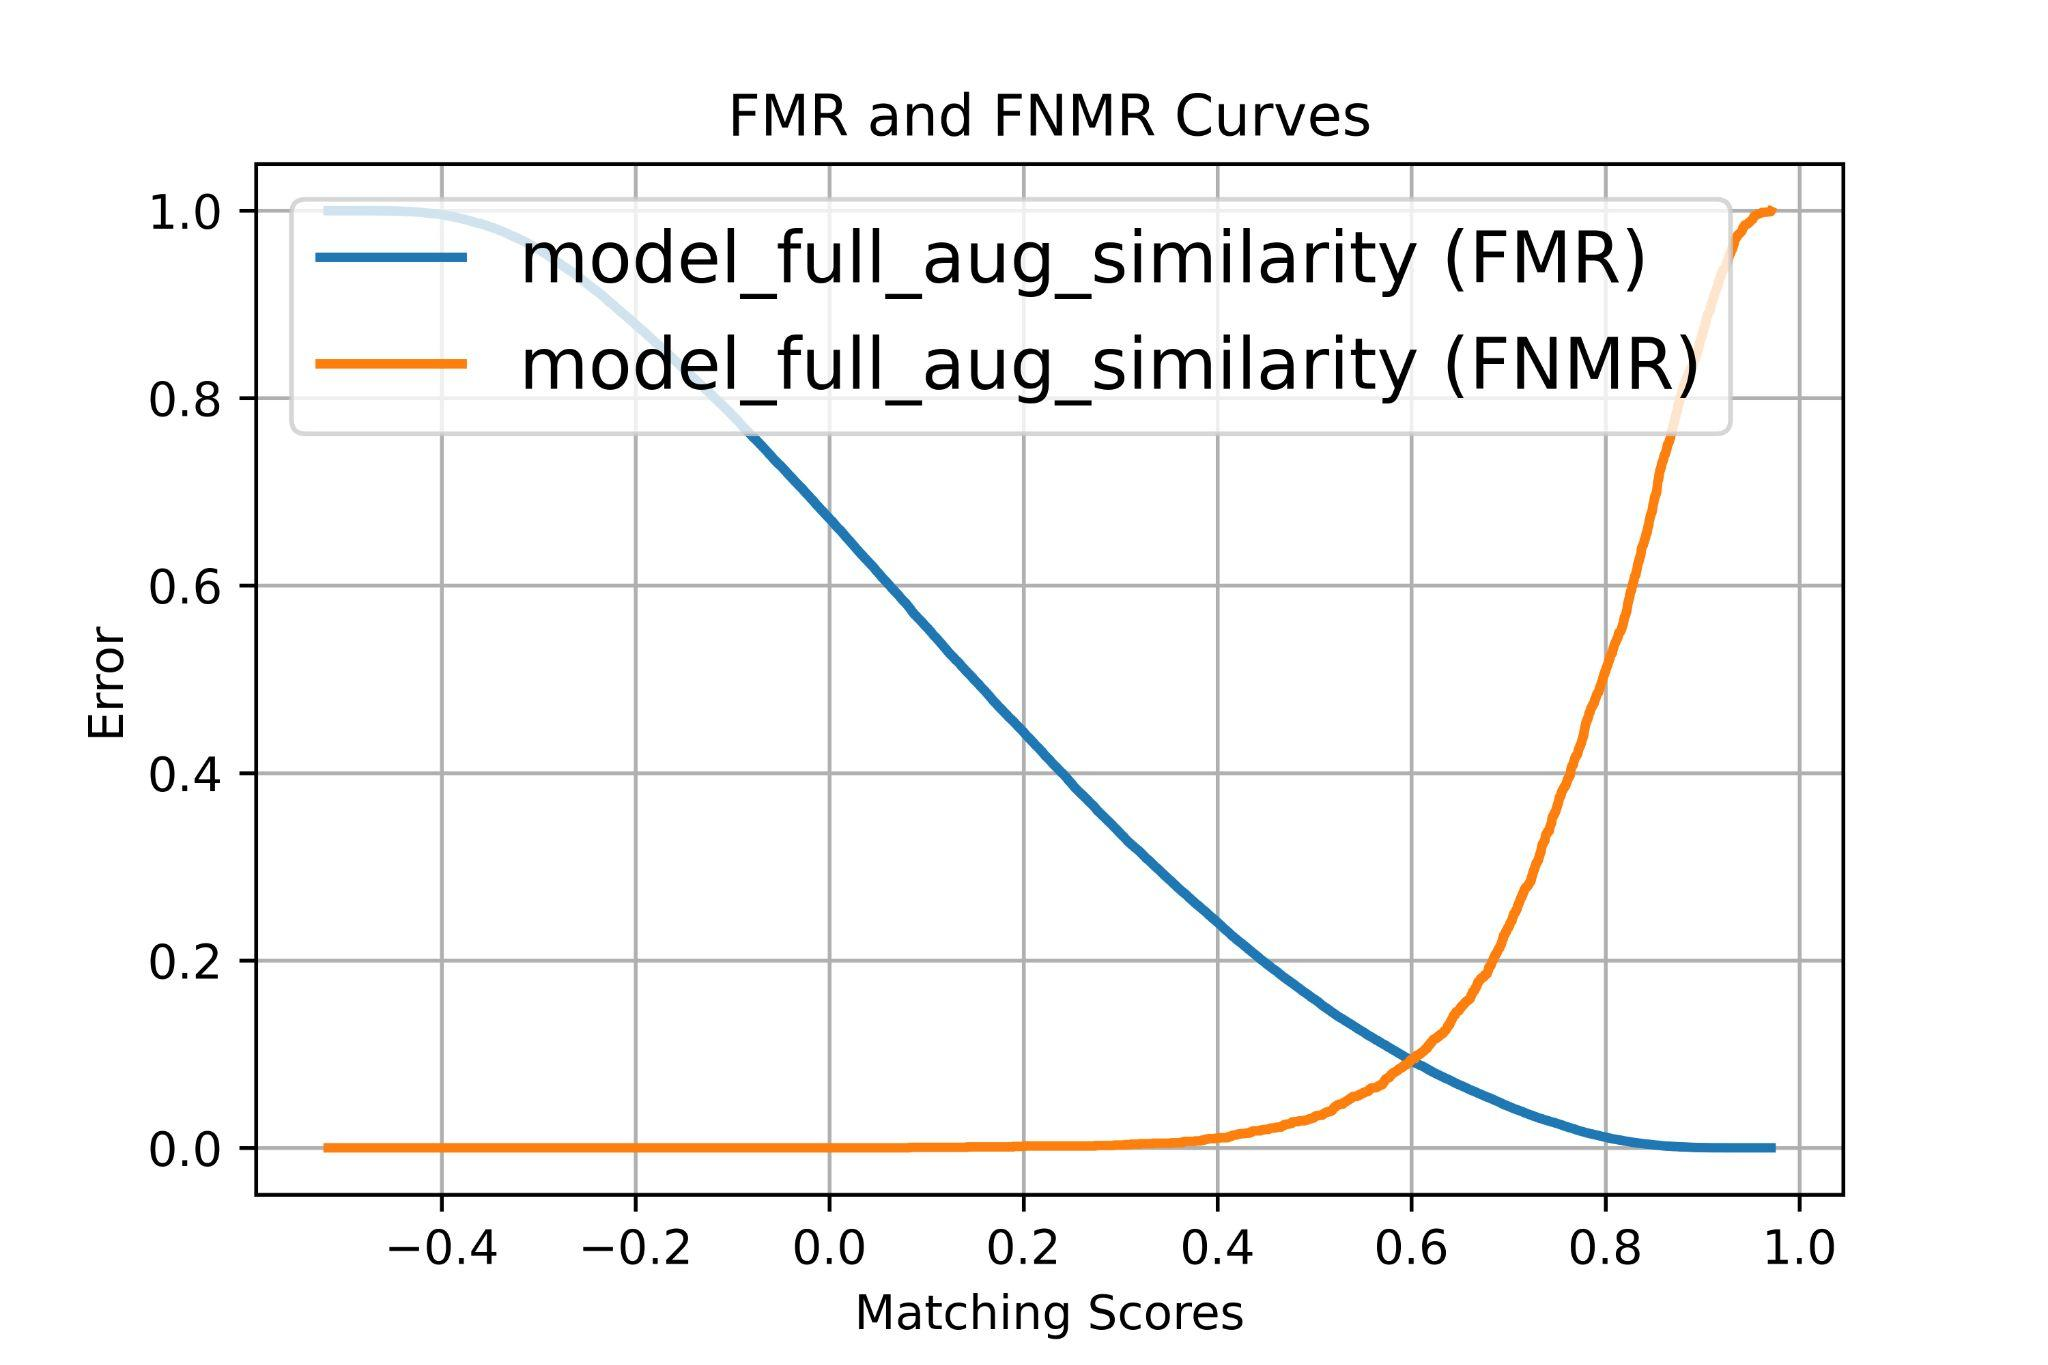 FMR and FNMR Curves
model_full_aug_similarity (FMR)
model_full_aug_similarity (FNMR)
1.0
0.8
0.6
0.4
0.2
0.0
Error
−0.4 −0.2 0.0 0.2 0.4 0.6 0.8 1.0
Matching Scores